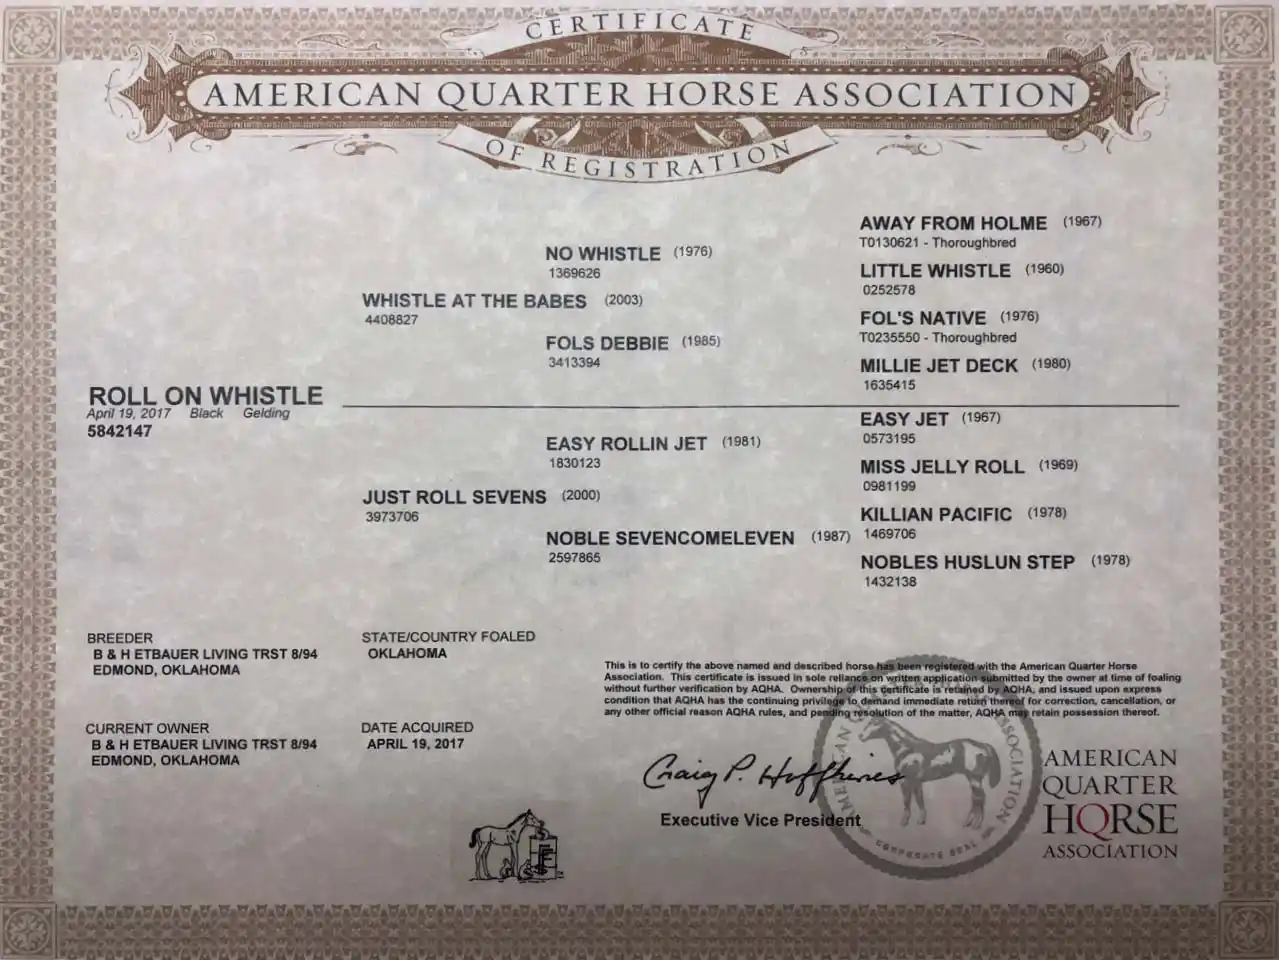 CERTIFICATE
AMERICAN QUARTER HORSE ASSOCIATION
OF REGISTRATION
AWAY FROM HOLME (1967)
T0130621 - Thoroughbred
NO WHISTLE (1976)
1369626
LITTLE WHISTLE (1960)
0252578
WHISTLE AT THE BABES (2003)
4408827
FOL'S NATIVE (1976)
T0235550 - Thoroughbred
FOLS DEBBIE (1985)
3413394
MILLIE JET DECK (1980)
1635415
ROLL ON WHISTLE
April 19, 2017 Black Gelding
5842147
EASY JET (1967)
0573195
EASY ROLLIN JET (1981)
1830123
MISS JELLY ROLL (1969)
0981199
JUST ROLL SEVENS (2000)
3973706
KILLIAN PACIFIC (1978)
1469706
NOBLE SEVENCOMELEVEN (1987)
2597865
NOBLES HUSLUN STEP (1978)
1432138
BREEDER
B & H ETBAUER LIVING TRST 8/94
EDMOND, OKLAHOMA
STATE/COUNTRY FOALED
OKLAHOMA
CURRENT OWNER
B & H ETBAUER LIVING TRST 8/94
EDMOND, OKLAHOMA
DATE ACQUIRED
APRIL 19, 2017
This is to certify the above named and described horse has been registered with the American Quarter Horse
Association. This certificate is issued in sole reliance on written application submitted by the owner at time of foaling
without further verification by AQHA. Ownership of this certificate is retained by AQHA, and issued upon express
condition that AQHA has the continuing privilege to demand immediate return thereof for correction, cancellation, or
any other official reason AQHA rules, and pending resolution of the matter, AQHA may retain possession thereof.
Craig P. Huffhines
Executive Vice President
CORPORATE SEAL
AMERICAN
QUARTER
HORSE
ASSOCIATION